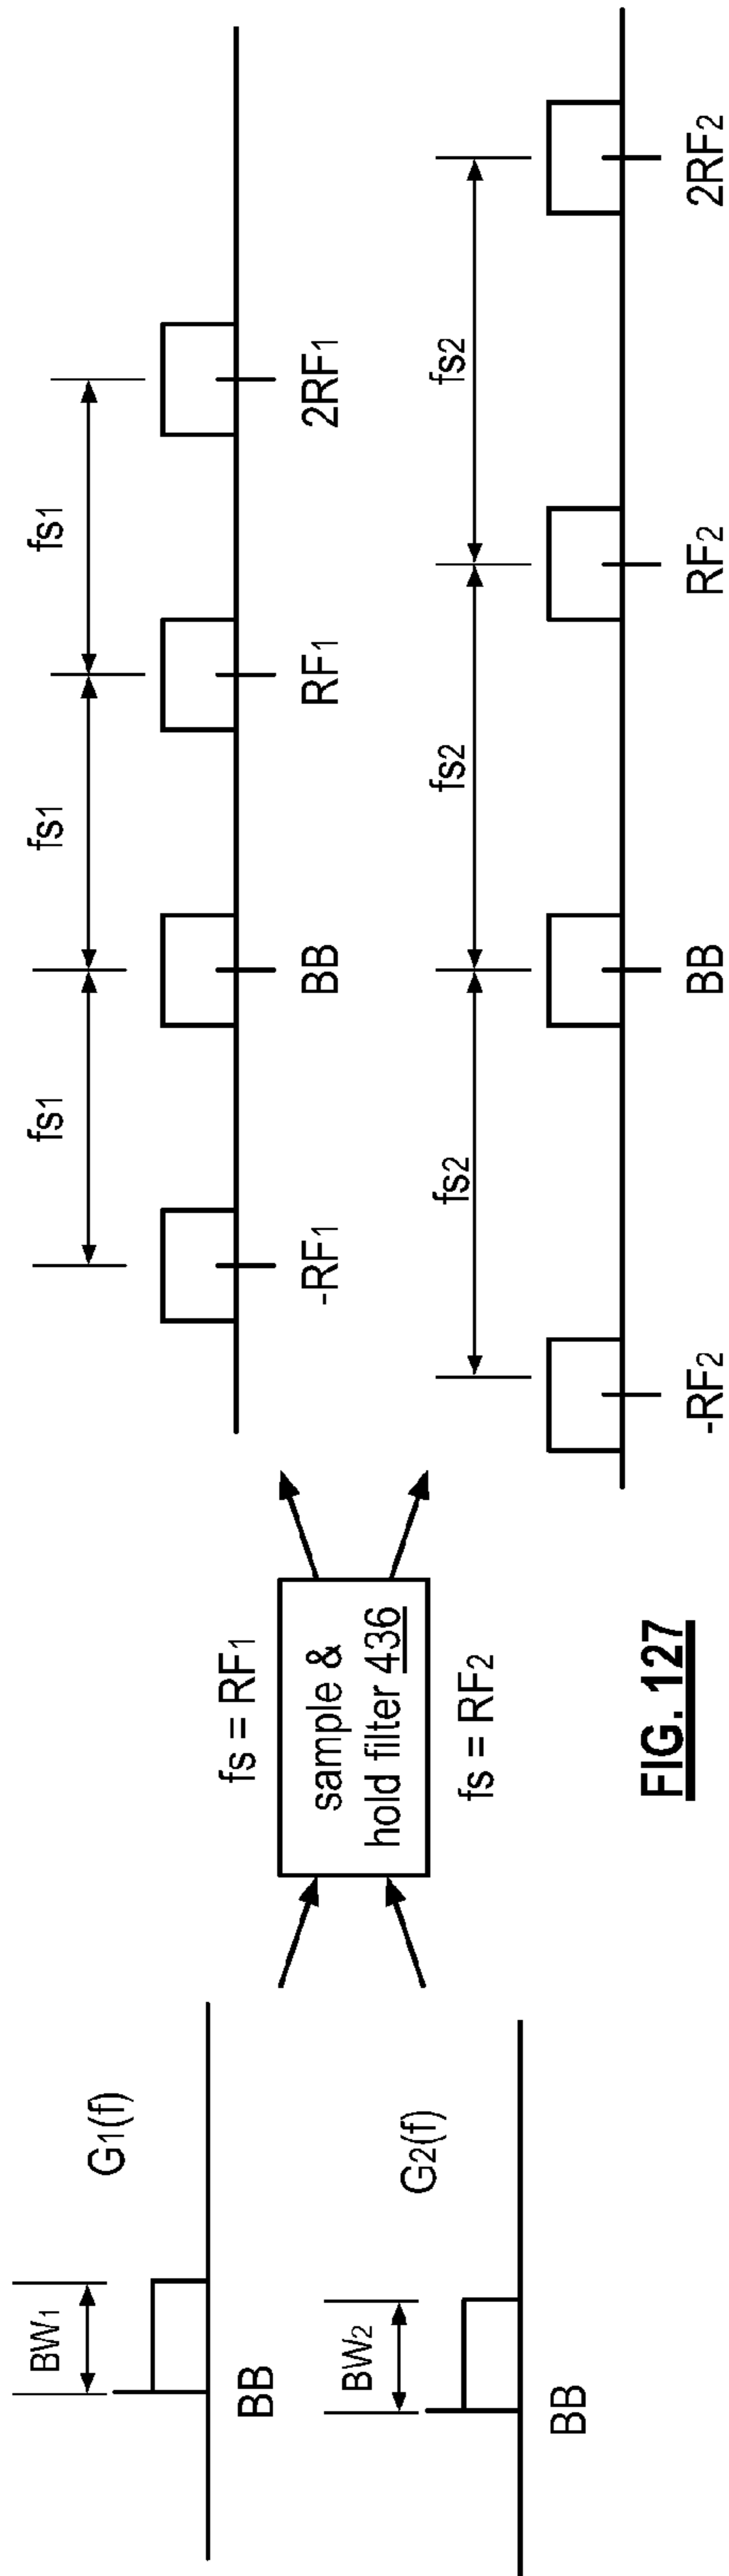 BW1
G1(f)
BB
BW2
G2(f)
BB
fs = RF1
sample &
hold filter 436
fs = RF2
fs1
fs1
fs1
-RF1
BB
RF1
2RF1
fs2
fs2
fs2
-RF2
BB
RF2
2RF2
FIG. 127